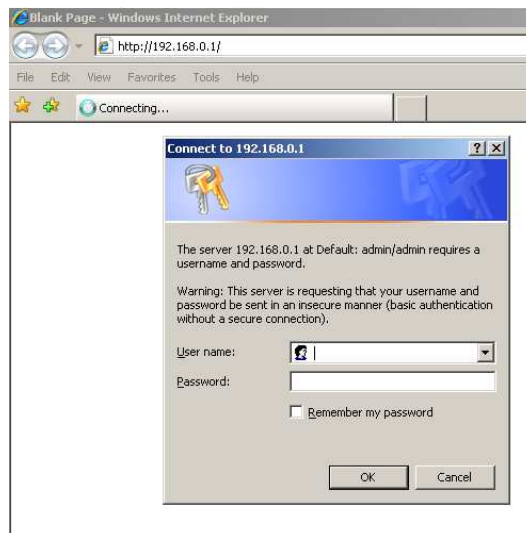 Blank Page - Windows Internet Explorer
http://192.168.0.1/
File Edit View Favorites Tools Help
Connecting...
Connect to 192.168.0.1
The server 192.168.0.1 at Default: admin/admin requires a
username and password.
Warning: This server is requesting that your username and
password be sent in an insecure manner (basic authentication
without a secure connection).
User name:
Password:
Remember my password
OK Cancel